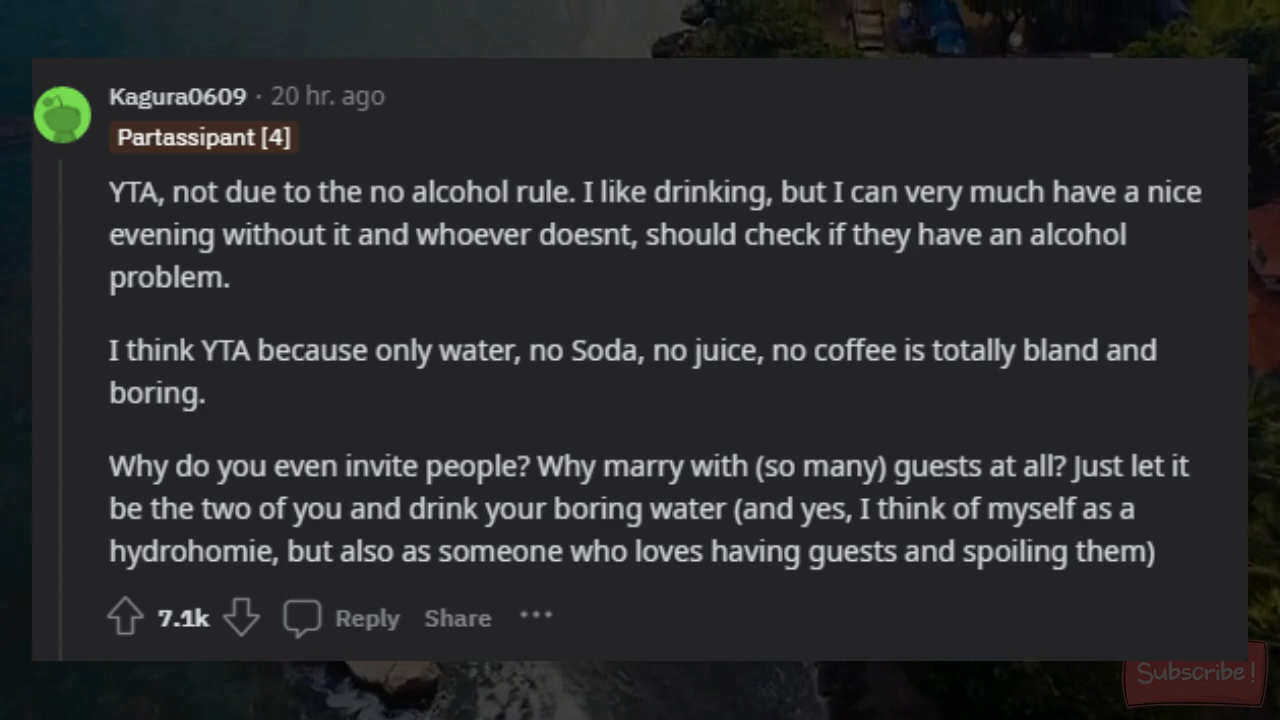 Kagura0609 · 20 hr. ago
Partassipant [4]
YTA, not due to the no alcohol rule. I like drinking, but I can very much have a nice
evening without it and whoever doesnt, should check if they have an alcohol
problem.
I think YTA because only water, no Soda, no juice, no coffee is totally bland and
boring.
Why do you even invite people? Why marry with (so many) guests at all? Just let it
be the two of you and drink your boring water (and yes, I think of myself as a
hydrohomie, but also as someone who loves having guests and spoiling them)
7.1k Reply Share ···
Subscribe!